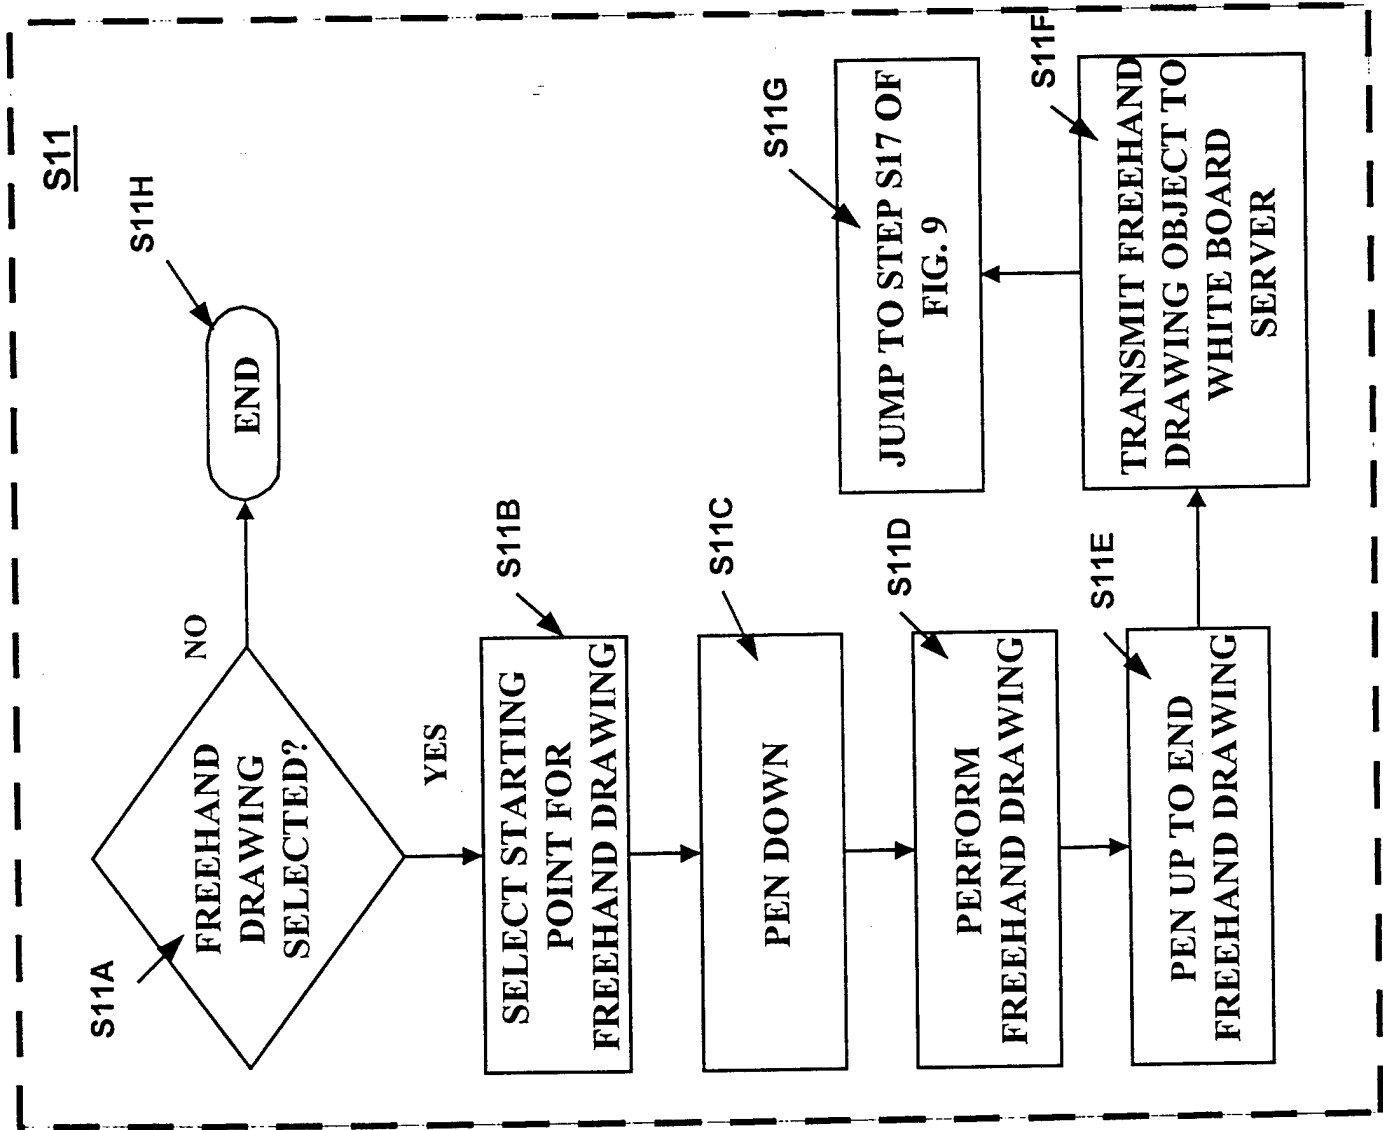 S11
S11A
FREEHAND
DRAWING
SELECTED?
NO
S11H
END
YES
S11B
SELECT STARTING
POINT FOR
FREEHAND DRAWING
S11C
PEN DOWN
S11D
PERFORM
FREEHAND DRAWING
S11E
PEN UP TO END
FREEHAND DRAWING
S11F
TRANSMIT FREEHAND
DRAWING OBJECT TO
WHITE BOARD
SERVER
S11G
JUMP TO STEP S17 OF
FIG. 9